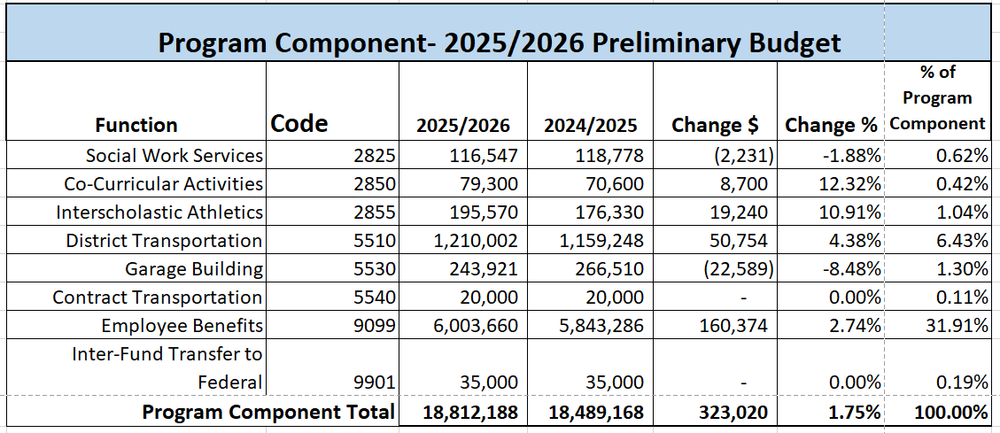 Program Component- 2025/2026 Preliminary Budget
Function Code 2025/2026 2024/2025 Change $ Change % % of Program Component
Social Work Services 2825 116,547 118,778 (2,231) -1.88% 0.62%
Co-Curricular Activities 2850 79,300 70,600 8,700 12.32% 0.42%
Interscholastic Athletics 2855 195,570 176,330 19,240 10.91% 1.04%
District Transportation 5510 1,210,002 1,159,248 50,754 4.38% 6.43%
Garage Building 5530 243,921 266,510 (22,589) -8.48% 1.30%
Contract Transportation 5540 20,000 20,000 - 0.00% 0.11%
Employee Benefits 9099 6,003,660 5,843,286 160,374 2.74% 31.91%
Inter-Fund Transfer to
Federal 9901 35,000 35,000 - 0.00% 0.19%
Program Component Total 18,812,188 18,489,168 323,020 1.75% 100.00%